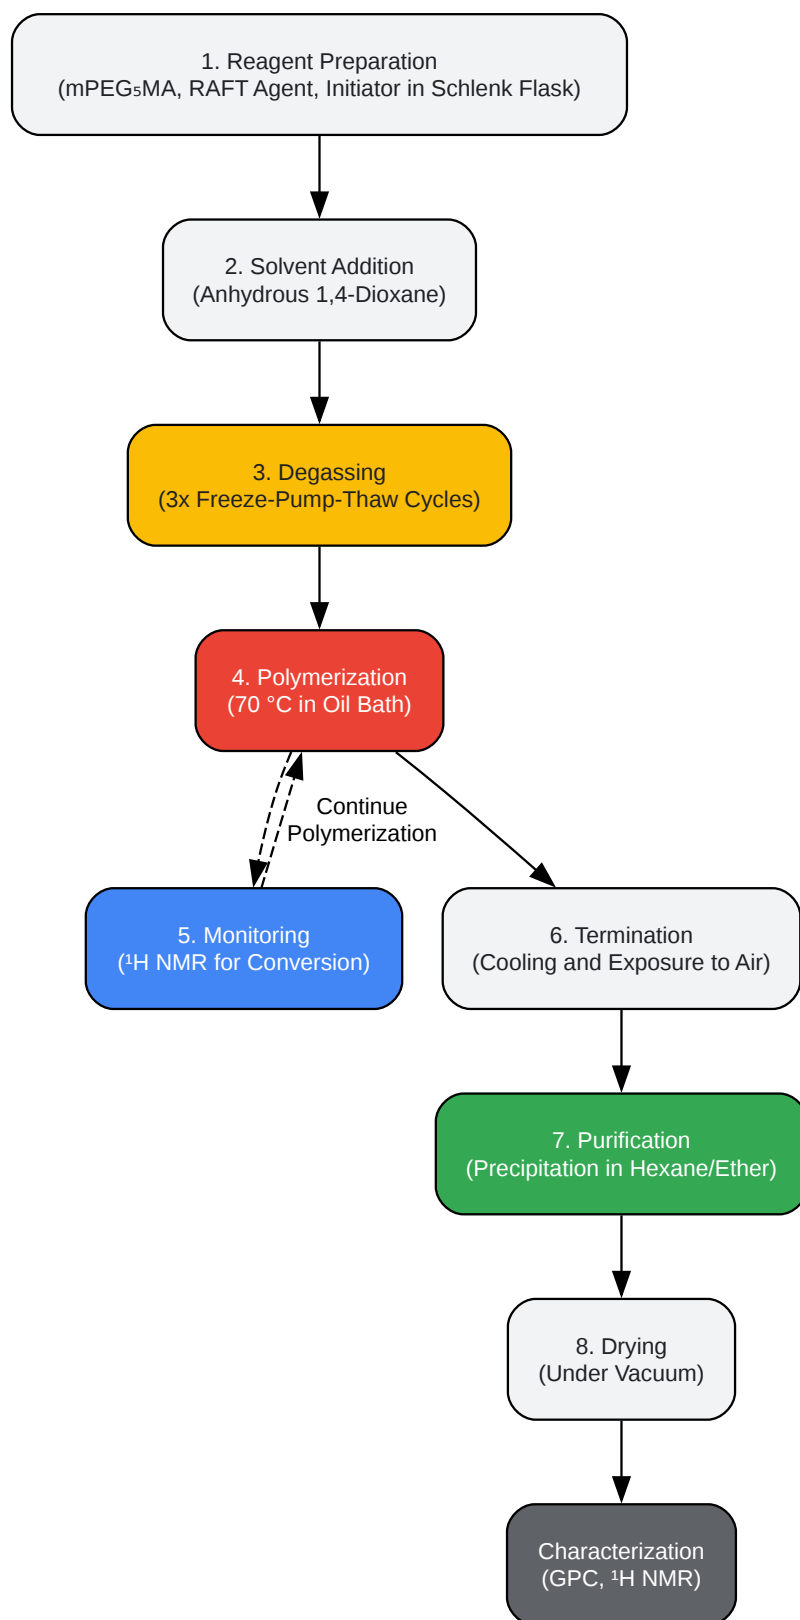 1. Reagent Preparation
(mPEG₅MA, RAFT Agent, Initiator in Schlenk Flask)
2. Solvent Addition
(Anhydrous 1,4-Dioxane)
3. Degassing
(3x Freeze-Pump-Thaw Cycles)
4. Polymerization
(70 °C in Oil Bath)
Continue
Polymerization
5. Monitoring
(¹H NMR for Conversion)
6. Termination
(Cooling and Exposure to Air)
7. Purification
(Precipitation in Hexane/Ether)
8. Drying
(Under Vacuum)
Characterization
(GPC, ¹H NMR)